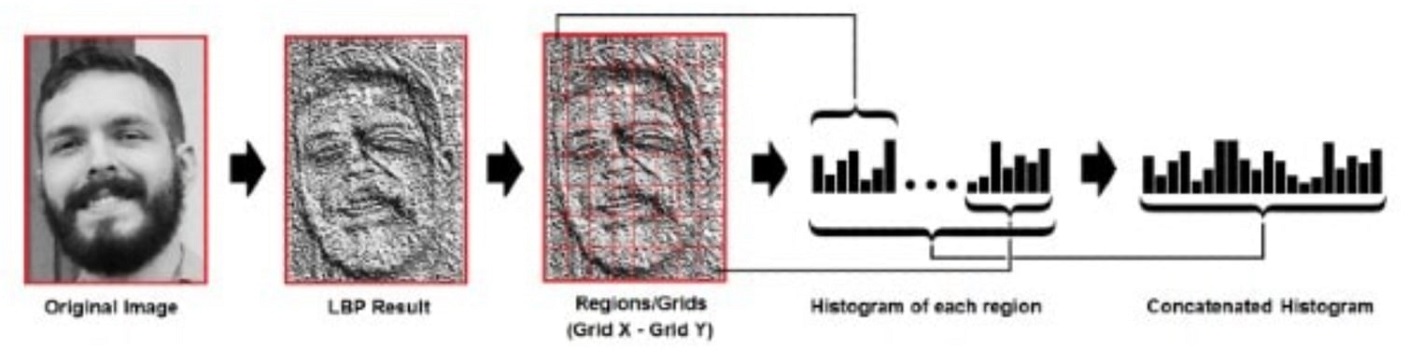 Original Image
LBP Result
Regions/Grids
(Grid X - Grid Y)
Histogram of each region
Concatenated Histogram